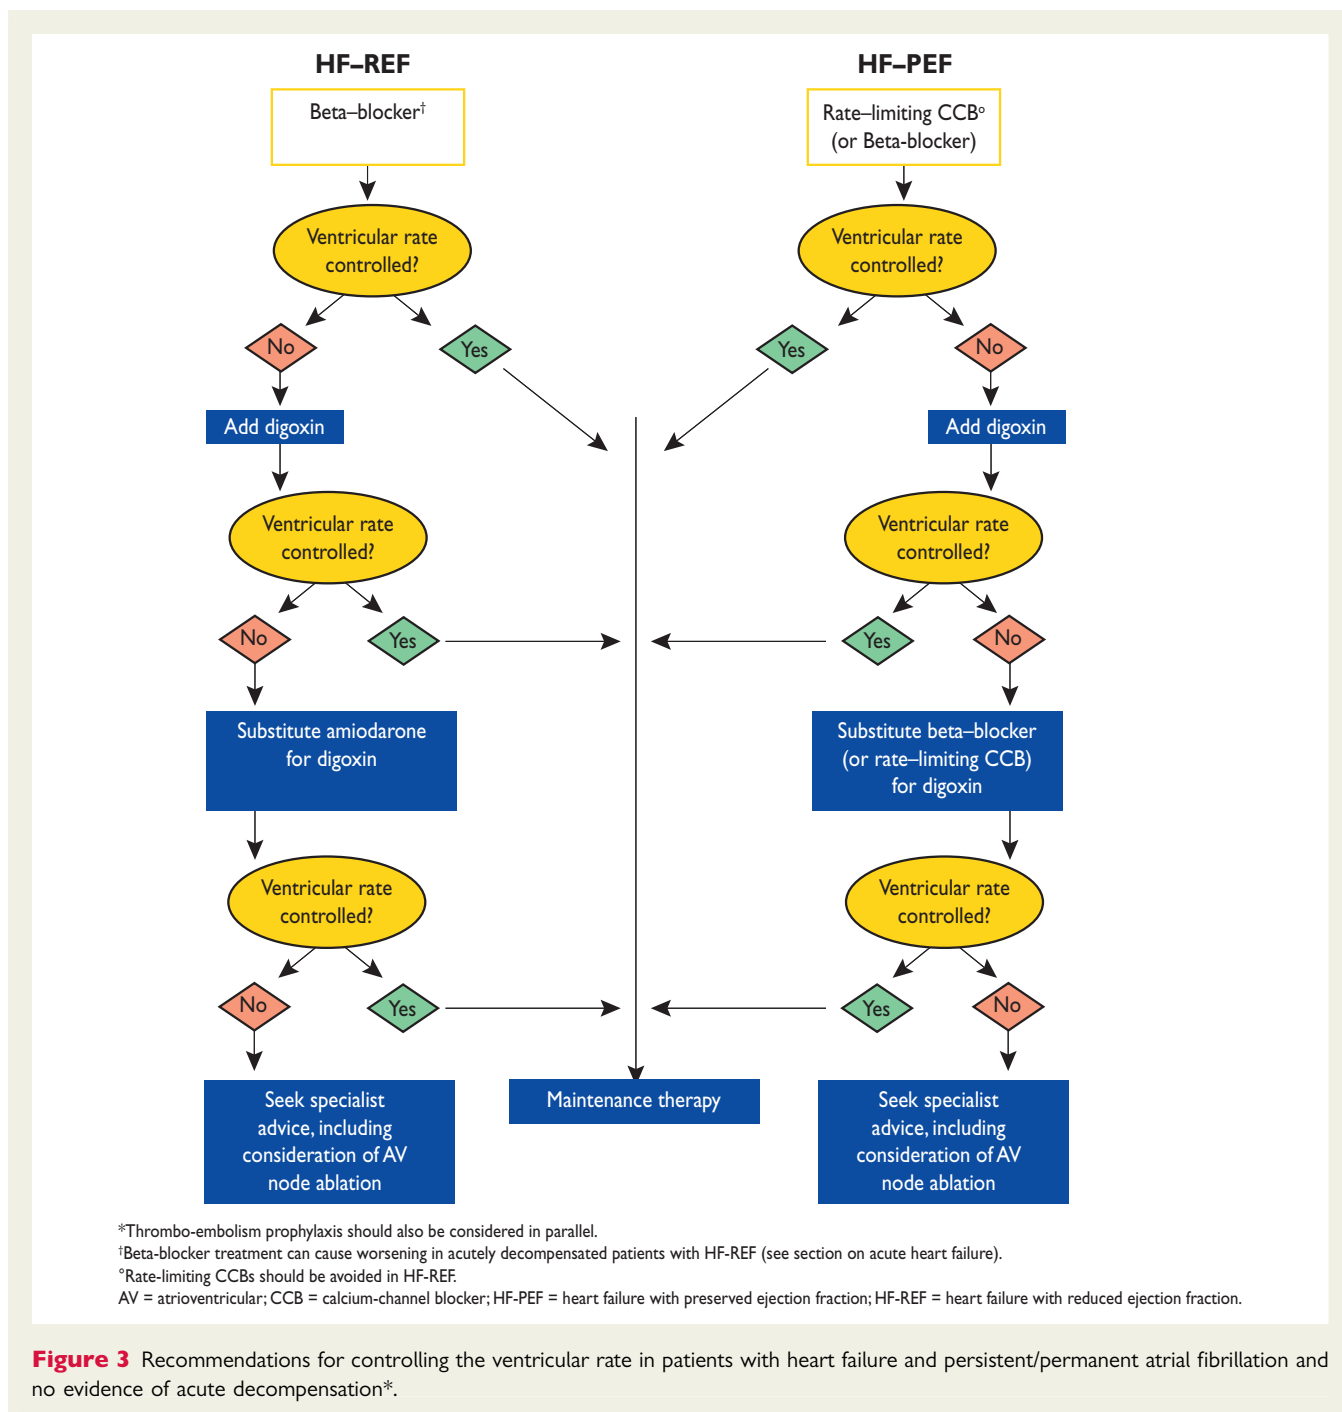 HF–REF
Beta–blocker†
Ventricular rate
controlled?
No
Yes
Add digoxin
Ventricular rate
controlled?
No
Yes
Substitute amiodarone
for digoxin
Ventricular rate
controlled?
No
Yes
Seek specialist
advice, including
consideration of AV
node ablation
Maintenance therapy
HF–PEF
Rate–limiting CCB°
(or Beta-blocker)
Ventricular rate
controlled?
Yes
No
Add digoxin
Ventricular rate
controlled?
Yes
No
Substitute beta–blocker
(or rate–limiting CCB)
for digoxin
Ventricular rate
controlled?
Yes
No
Seek specialist
advice, including
consideration of AV
node ablation
*Thrombo-embolism prophylaxis should also be considered in parallel.
†Beta-blocker treatment can cause worsening in acutely decompensated patients with HF-REF (see section on acute heart failure).
°Rate-limiting CCBs should be avoided in HF-REF.
AV = atrioventricular; CCB = calcium-channel blocker; HF-PEF = heart failure with preserved ejection fraction; HF-REF = heart failure with reduced ejection fraction.
Figure 3 Recommendations for controlling the ventricular rate in patients with heart failure and persistent/permanent atrial fibrillation and
no evidence of acute decompensation*.